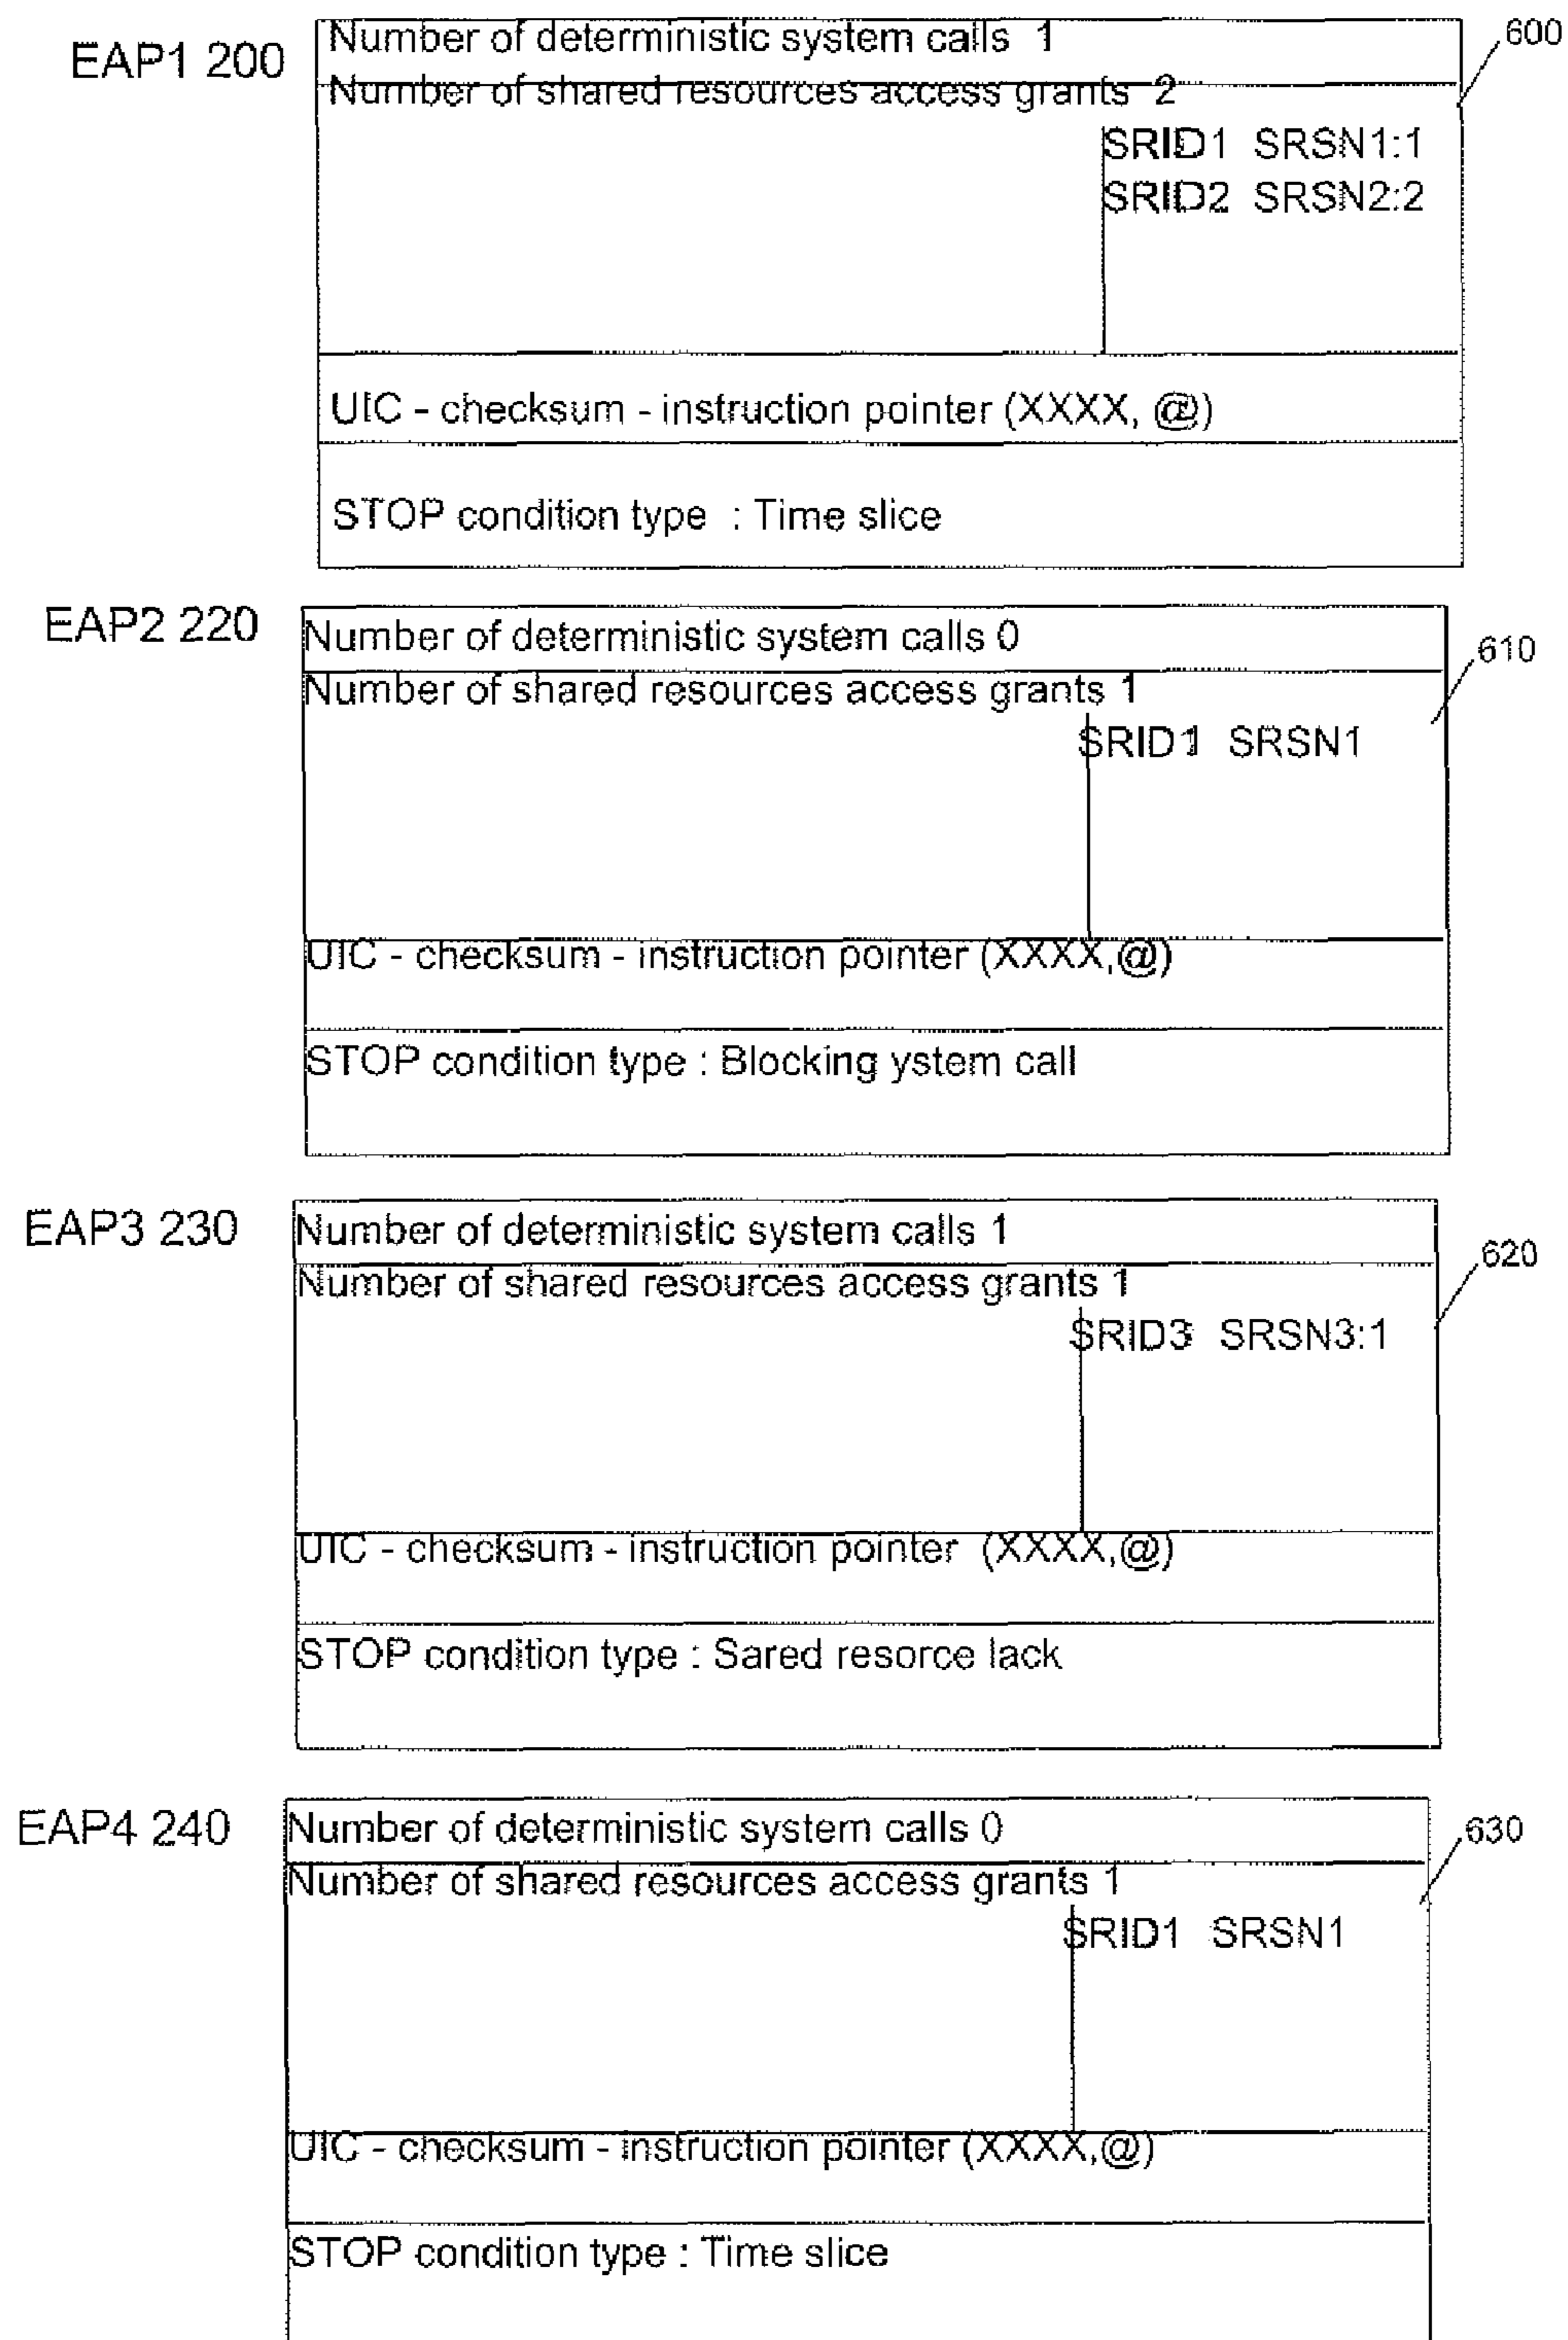 EAP1 200
Number of deterministic system calls 1
600
Number of shared resources access grants 2
SRID1 SRSN1:1
SRID2 SRSN2:2
UIC - checksum - instruction pointer (XXXX, @)
STOP condition type : Time slice
EAP2 220
Number of deterministic system calls 0
610
Number of shared resources access grants 1
SRID1 SRSN1
UIC - checksum - instruction pointer (XXXX,@)
STOP condition type : Blocking ystem call
EAP3 230
Number of deterministic system calls 1
620
Number of shared resources access grants 1
SRID3 SRSN3:1
UIC - checksum - instruction pointer (XXXX,@)
STOP condition type : Sared resorce lack
EAP4 240
Number of deterministic system calls 0
630
Number of shared resources access grants 1
SRID1 SRSN1
UIC - checksum - instruction pointer (XXXX,@)
STOP condition type : Time slice